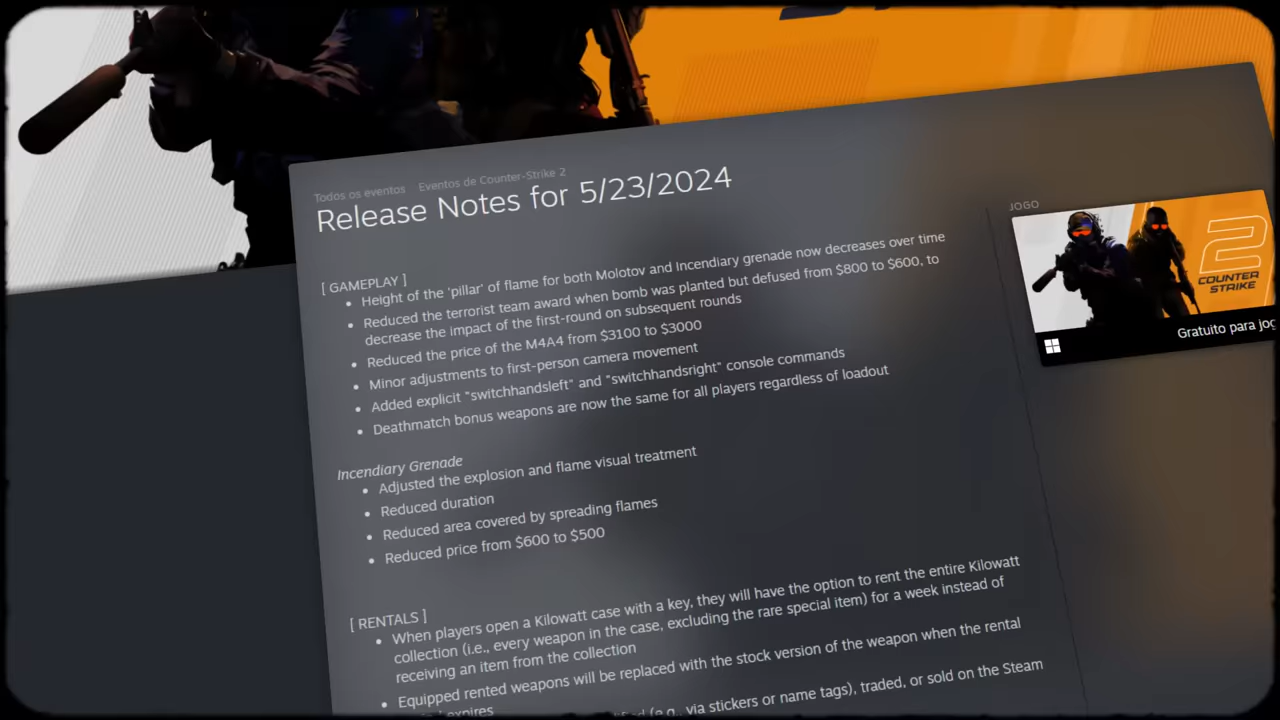 Todos os eventos Eventos de Counter-Strike 2
Release Notes for 5/23/2024
[ GAMEPLAY ]
• Height of the 'pillar' of flame for both Molotov and Incendiary grenade now decreases over time
• Reduced the terrorist team award when bomb was planted but defused from $800 to $600, to
decrease the impact of the first-round on subsequent rounds
• Reduced the price of the M4A4 from $3100 to $3000
• Minor adjustments to first-person camera movement
• Added explicit "switchhandsleft" and "switchhandsright" console commands
• Deathmatch bonus weapons are now the same for all players regardless of loadout
Incendiary Grenade
• Adjusted the explosion and flame visual treatment
• Reduced duration
• Reduced area covered by spreading flames
• Reduced price from $600 to $500
[ RENTALS ]
• When players open a Kilowatt case with a key, they will have the option to rent the entire Kilowatt
collection (i.e., every weapon in the case, excluding the rare special item) for a week instead of
receiving an item from the collection
• Equipped rented weapons will be replaced with the stock version of the weapon when the rental
expires
(e.g., via stickers or name tags), traded, or sold on the Steam
JOGO
2
COUNTER
STRIKE
Gratuito para jog